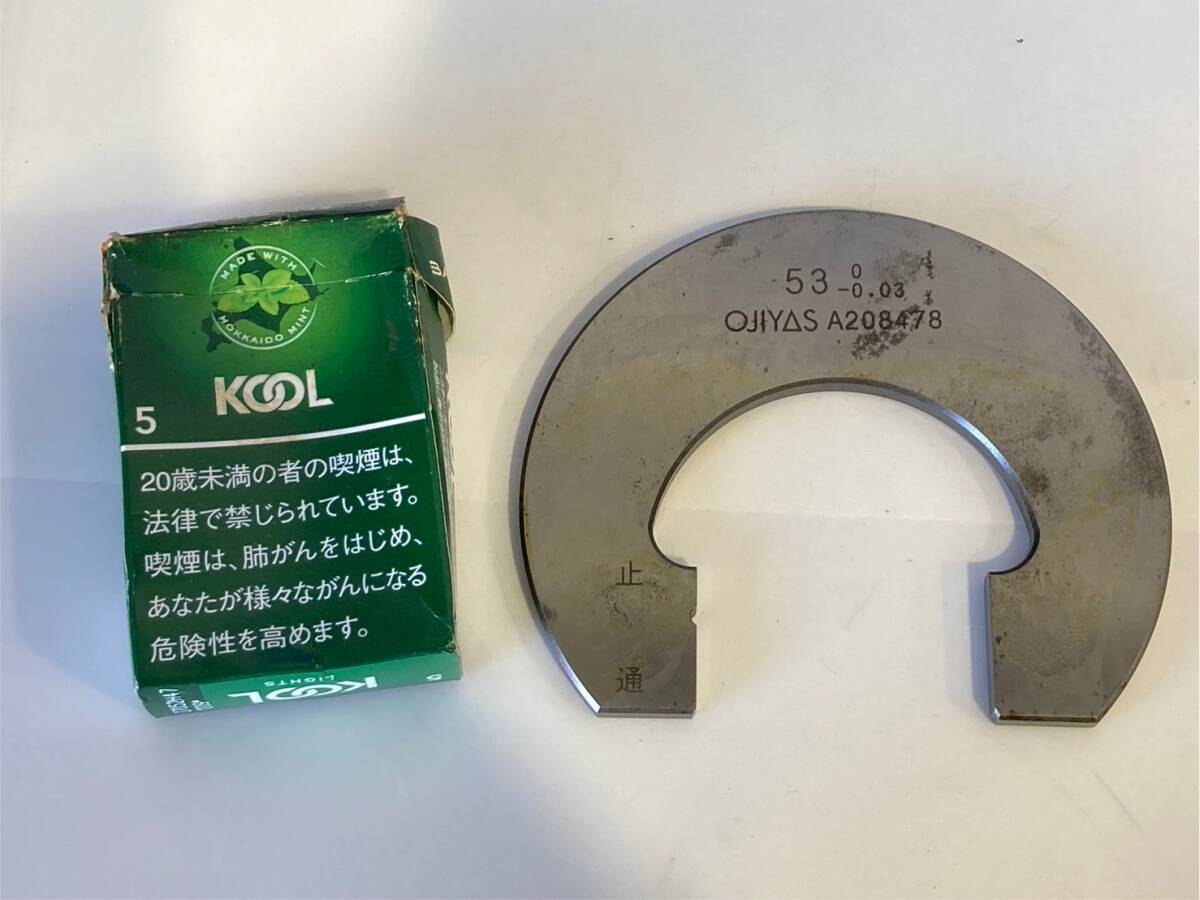 MADE WITH
HOKKAIDO MINT
KOOL
5
20歳未満の者の喫煙は、
法律で禁じられています。
喫煙は、肺がんをはじめ、
あなたが様々ながんになる
危険性を高めます。
KOOL
LIGHTS
5
53 0
-0.03
OJIYAS A208478
止
通